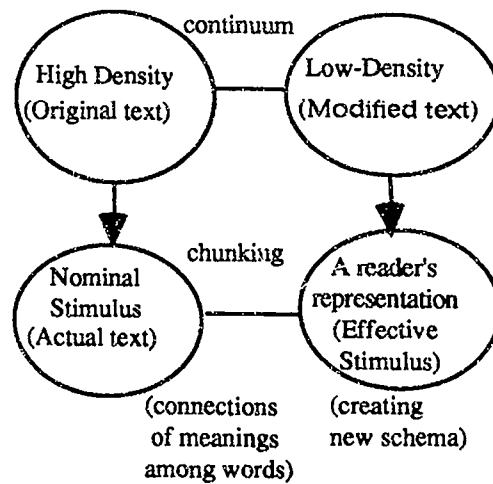 continuum
High Density
(Original text)
Low-Density
(Modified text)
chunking
Nominal
Stimulus
(Actual text)
A reader's
representation
(Effective
Stimulus)
(connections
of meanings
among words)
(creating
new schema)